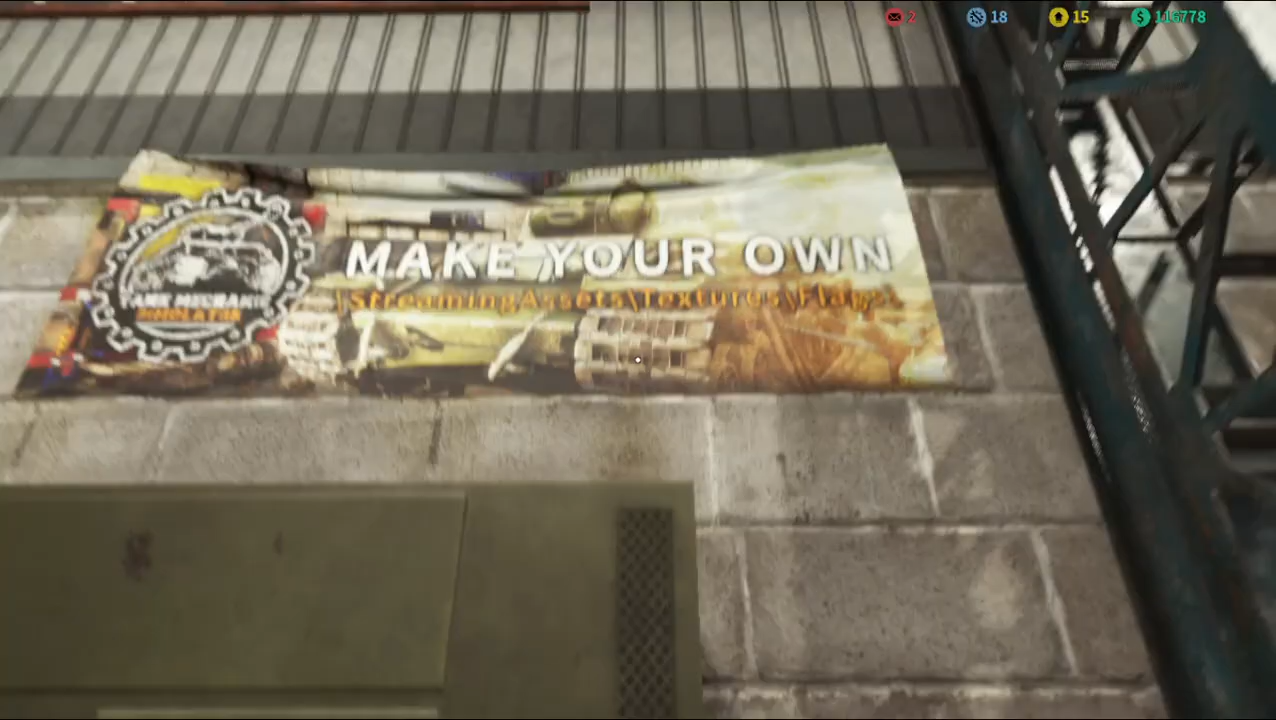 2 18 15 116778
MAKE YOUR OWN
\StreamingAssets\Textures\Flags\
TANK MECHANIC
SIMULATOR